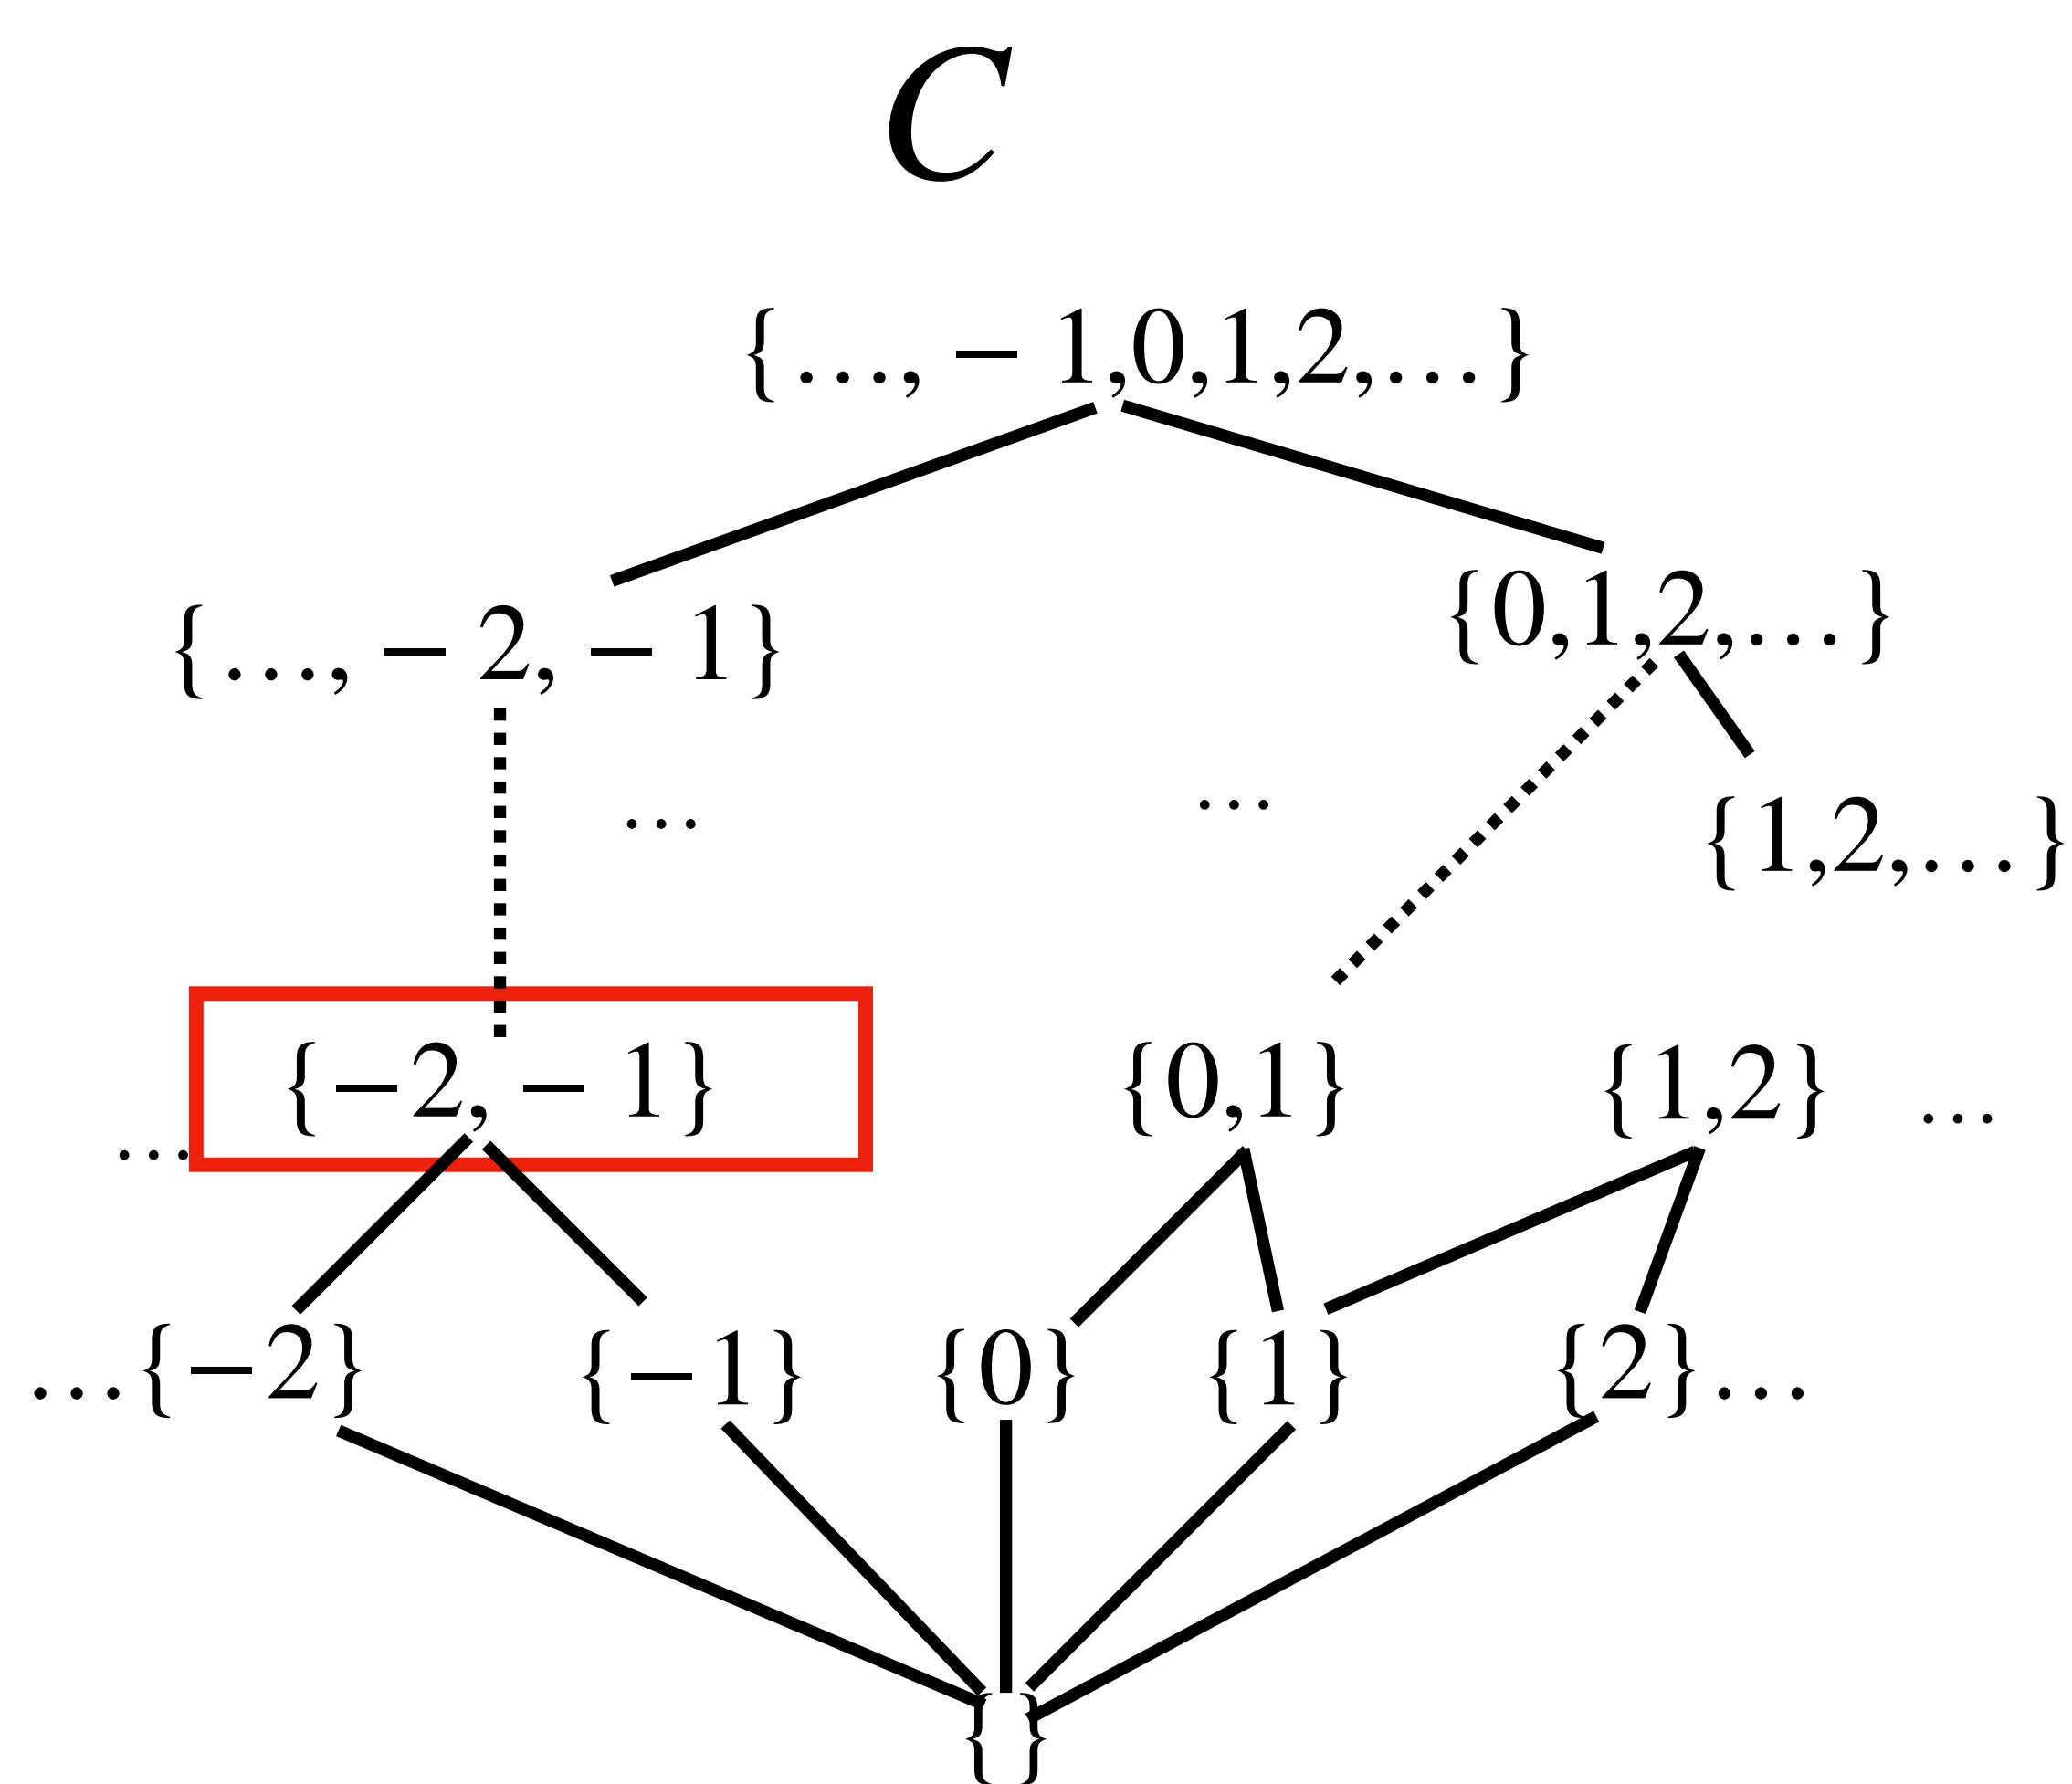 C
{…, − 1,0,1,2,…}
{…, − 2, − 1}
{0,1,2,…}
… …
{1,2,…}
… {−2, − 1} {0,1} {1,2} …
…{−2} {−1} {0} {1} {2}…
{}